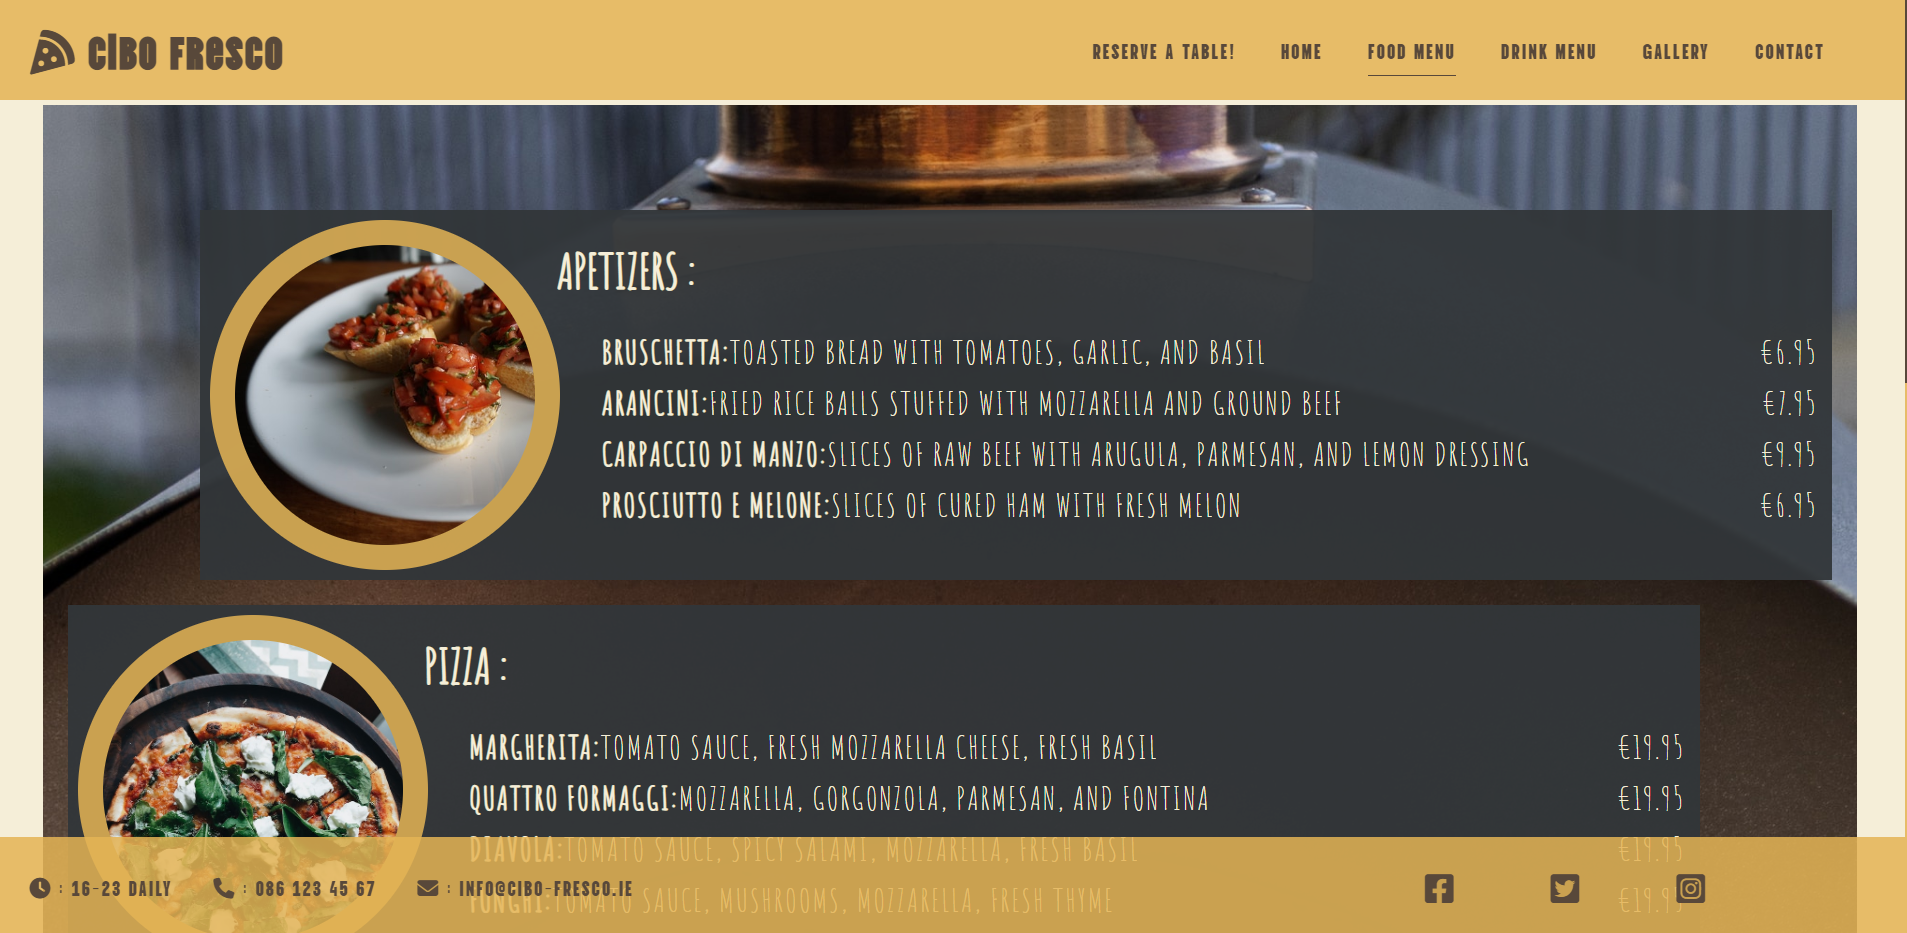 CIBO FRESCO
RESERVE A TABLE! HOME FOOD MENU DRINK MENU GALLERY CONTACT
APETIZERS :
BRUSCHETTA:TOASTED BREAD WITH TOMATOES, GARLIC, AND BASIL €6.95
ARANCINI:FRIED RICE BALLS STUFFED WITH MOZZARELLA AND GROUND BEEF €7.95
CARPACCIO DI MANZO:SLICES OF RAW BEEF WITH ARUGULA, PARMESAN, AND LEMON DRESSING €9.95
PROSCIUTTO E MELONE:SLICES OF CURED HAM WITH FRESH MELON €6.95
PIZZA :
MARGHERITA:TOMATO SAUCE, FRESH MOZZARELLA CHEESE, FRESH BASIL €19.95
QUATTRO FORMAGGI:MOZZARELLA, GORGONZOLA, PARMESAN, AND FONTINA €19.95
DIAVOLA:TOMATO SAUCE, SPICY SALAMI, MOZZARELLA, FRESH BASIL €19.95
FUNGHI:TOMATO SAUCE, MUSHROOMS, MOZZARELLA, FRESH THYME €19.95
: 16-23 DAILY : 086 123 45 67 : INFO@CIBO-FRESCO.IE